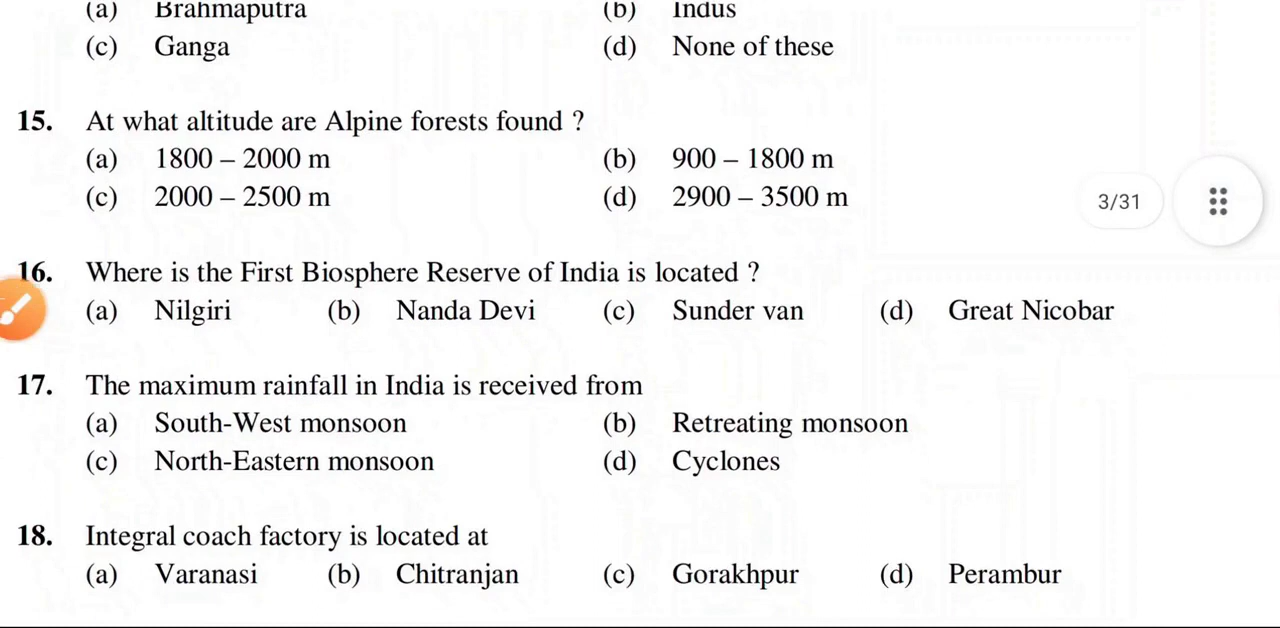 (a) Brahmaputra (b) Indus
(c) Ganga (d) None of these
15. At what altitude are Alpine forests found ?
(a) 1800 – 2000 m (b) 900 – 1800 m
(c) 2000 – 2500 m (d) 2900 – 3500 m
3/31
16. Where is the First Biosphere Reserve of India is located ?
(a) Nilgiri (b) Nanda Devi (c) Sunder van (d) Great Nicobar
17. The maximum rainfall in India is received from
(a) South-West monsoon (b) Retreating monsoon
(c) North-Eastern monsoon (d) Cyclones
18. Integral coach factory is located at
(a) Varanasi (b) Chitranjan (c) Gorakhpur (d) Perambur